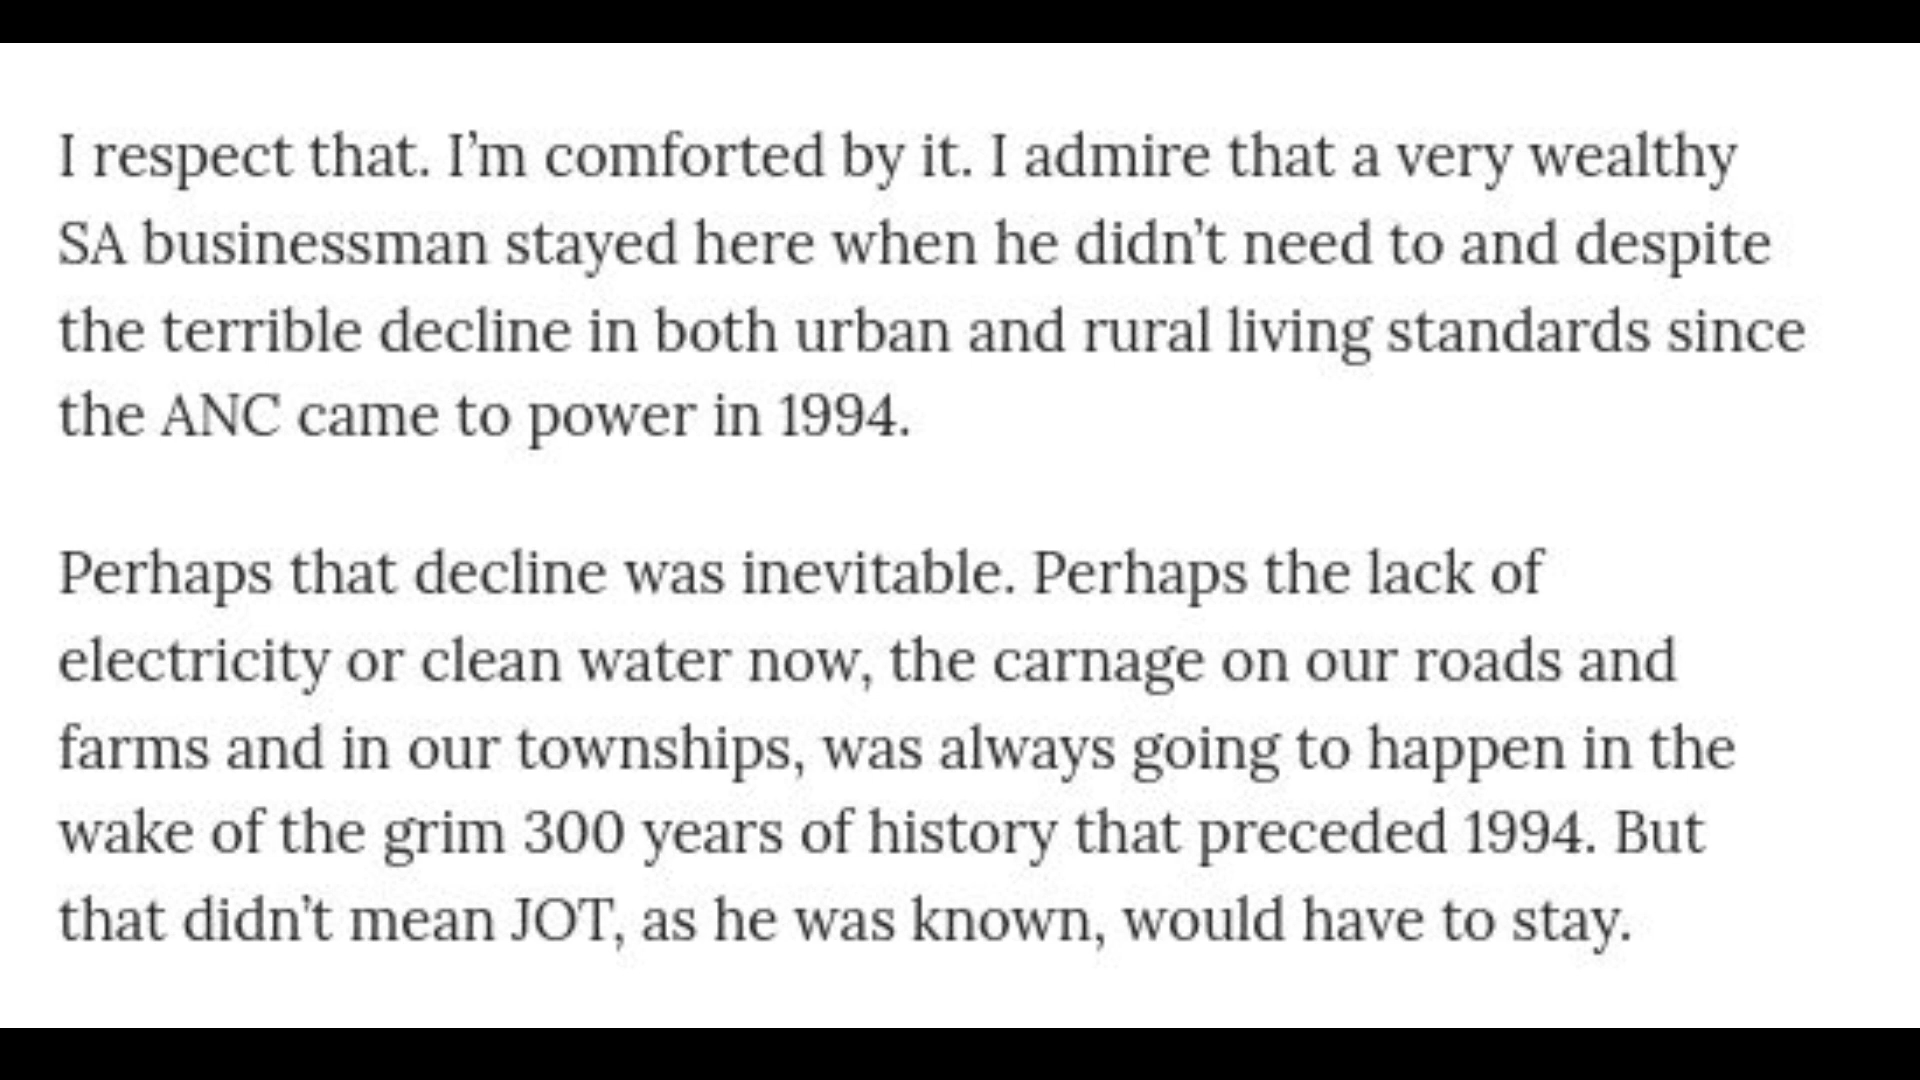 I respect that. I’m comforted by it. I admire that a very wealthy
SA businessman stayed here when he didn’t need to and despite
the terrible decline in both urban and rural living standards since
the ANC came to power in 1994.
Perhaps that decline was inevitable. Perhaps the lack of
electricity or clean water now, the carnage on our roads and
farms and in our townships, was always going to happen in the
wake of the grim 300 years of history that preceded 1994. But
that didn’t mean JOT, as he was known, would have to stay.